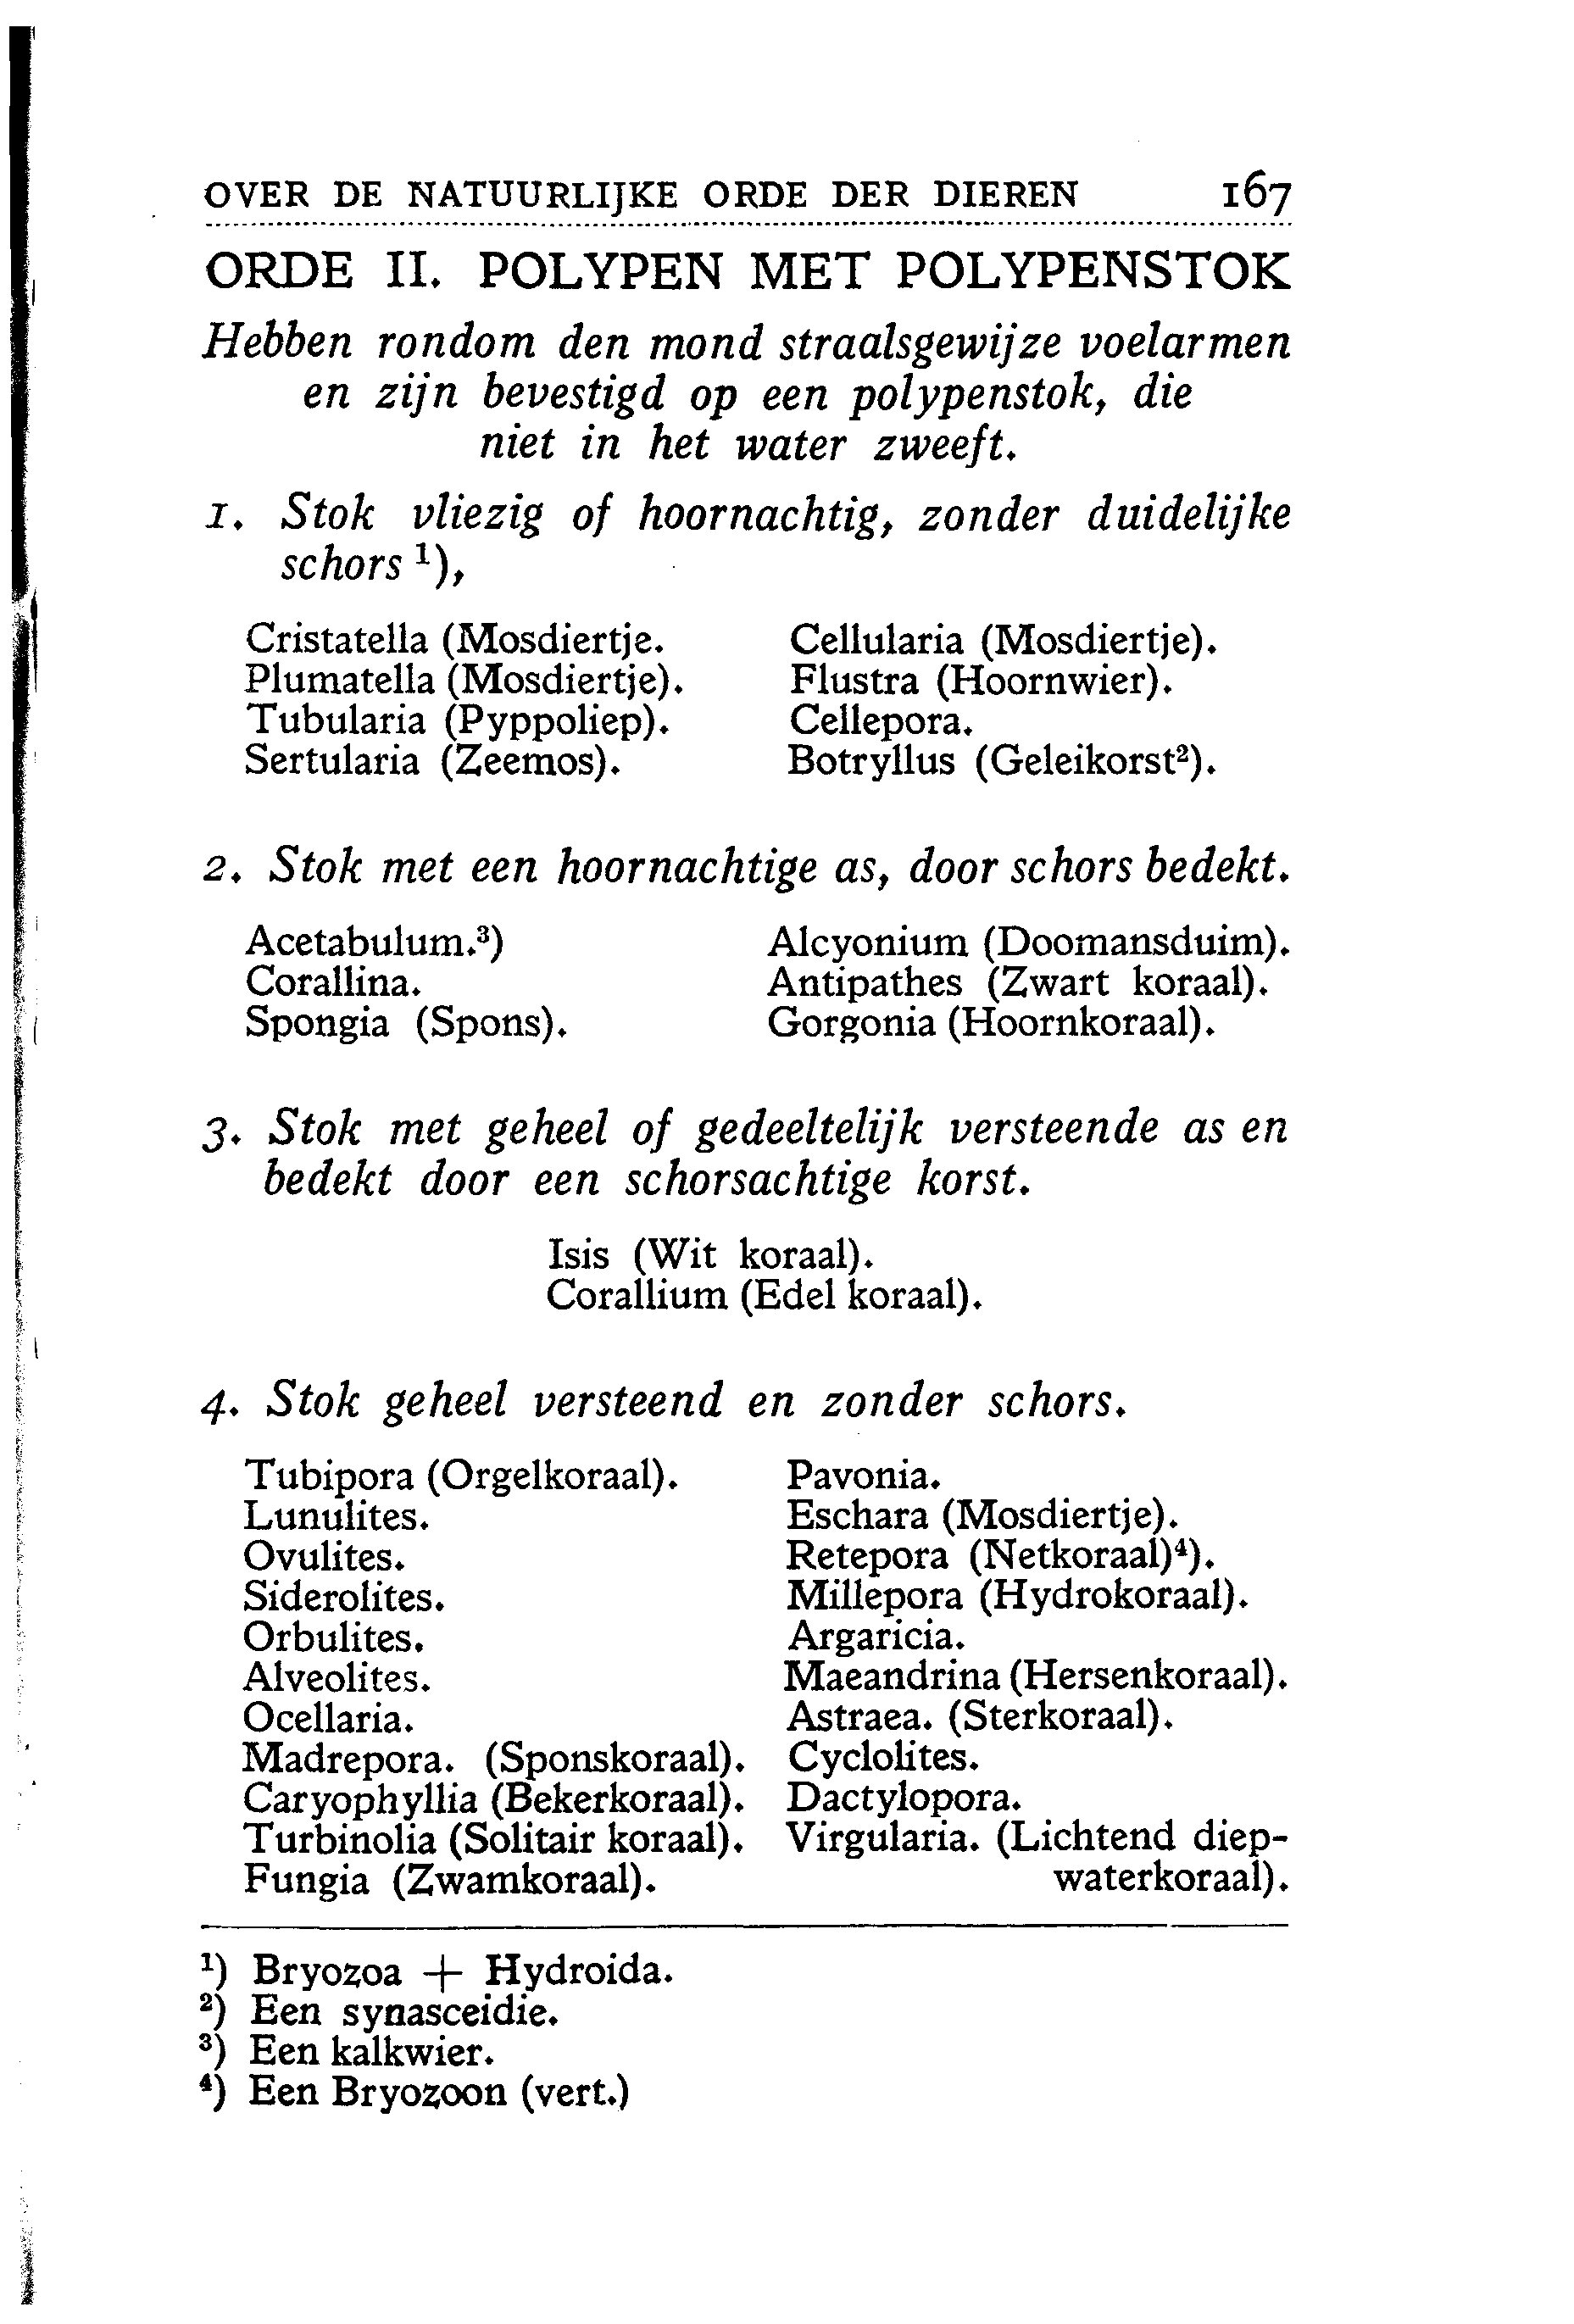 OVER DE NATUURLIJKE ORDE DER DIEREN 167
ORDE II. POLYPEN MET POLYPENSTOK
Hebben rondom den mond straalsgewijze voelarmen
en zijn bevestigd op een polypenstok, die
niet in het water zweeft.
1. Stok vliezig of hoornachtig, zonder duidelijke
schors ¹),
Cristatella (Mosdiertje.
Plumatella (Mosdiertje).
Tubularia (Pyppoliep).
Sertularia (Zeemos).
Cellularia (Mosdiertje).
Flustra (Hoornwier).
Cellepora.
Botryllus (Geleikorst²).
2. Stok met een hoornachtige as, door schors bedekt.
Acetabulum.³)
Corallina.
Spongia (Spons).
Alcyonium (Doomansduim).
Antipathes (Zwart koraal).
Gorgonia (Hoornkoraal).
3. Stok met geheel of gedeeltelijk versteende as en
bedekt door een schorsachtige korst.
Isis (Wit koraal).
Corallium (Edel koraal).
4. Stok geheel versteend en zonder schors.
Tubipora (Orgelkoraal).
Lunulites.
Ovulites.
Siderolites.
Orbulites.
Alveolites.
Ocellaria.
Madrepora. (Sponskoraal).
Caryophyllia (Bekerkoraal).
Turbinolia (Solitair koraal).
Fungia (Zwamkoraal).
Pavonia.
Eschara (Mosdiertje).
Retepora (Netkoraal)⁴).
Millepora (Hydrokoraal).
Argaricia.
Maeandrina (Hersenkoraal).
Astraea. (Sterkoraal).
Cyclolites.
Dactylopora.
Virgularia. (Lichtend diep-
waterkoraal).
¹) Bryozoa + Hydroida.
²) Een synasceidie.
³) Een kalkwier.
⁴) Een Bryozoon (vert.)